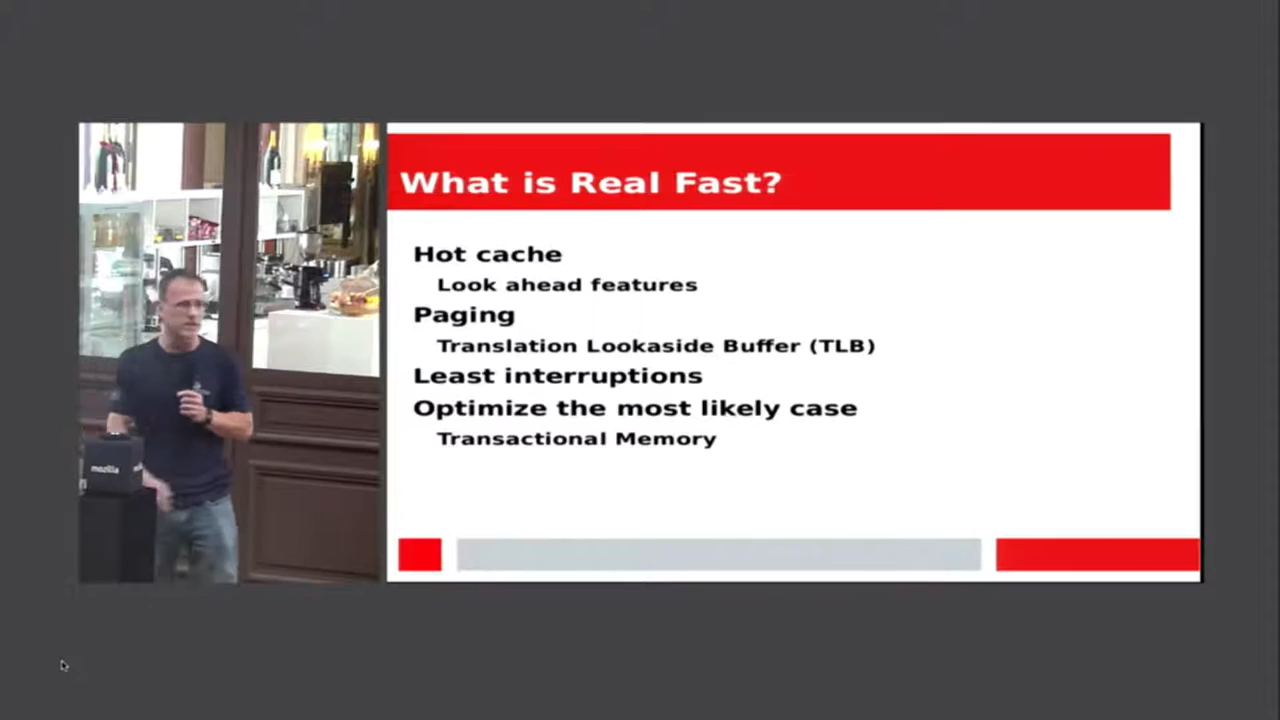 What is Real Fast?
Hot cache
Look ahead features
Paging
Translation Lookaside Buffer (TLB)
Least interruptions
Optimize the most likely case
Transactional Memory
mozilla